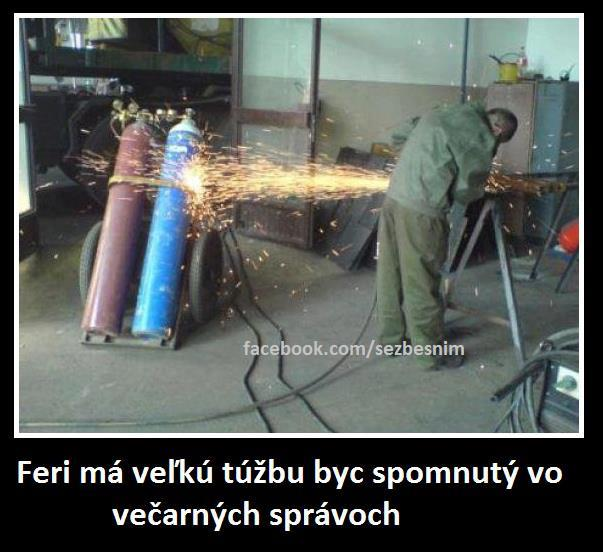 facebook.com/sezbesnim
Feri má veľkú túžbu byc spomnutý vo
večarných správoch